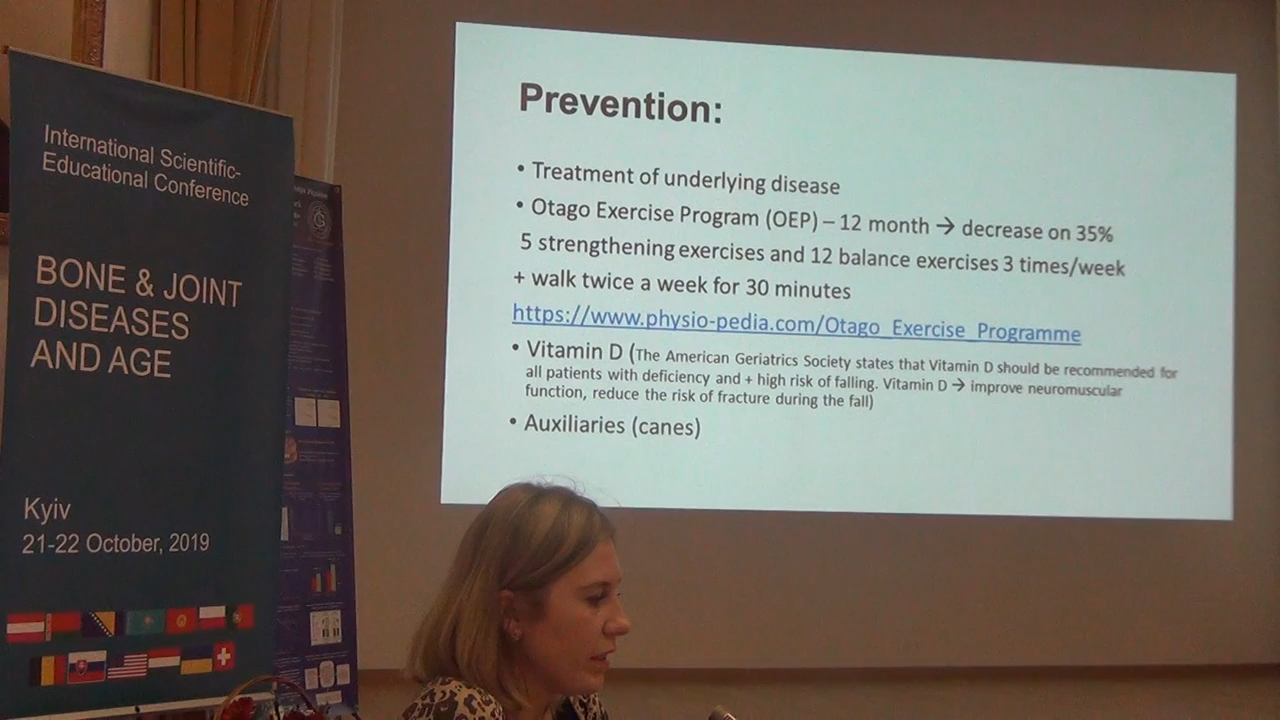 International Scientific-
Educational Conference
BONE & JOINT
DISEASES
AND AGE
Kyiv
21-22 October, 2019
Prevention:
• Treatment of underlying disease
• Otago Exercise Program (OEP) – 12 month → decrease on 35%
5 strengthening exercises and 12 balance exercises 3 times/week
+ walk twice a week for 30 minutes
https://www.physio-pedia.com/Otago_Exercise_Programme
• Vitamin D (The American Geriatrics Society states that Vitamin D should be recommended for
all patients with deficiency and + high risk of falling. Vitamin D → improve neuromuscular
function, reduce the risk of fracture during the fall)
• Auxiliaries (canes)